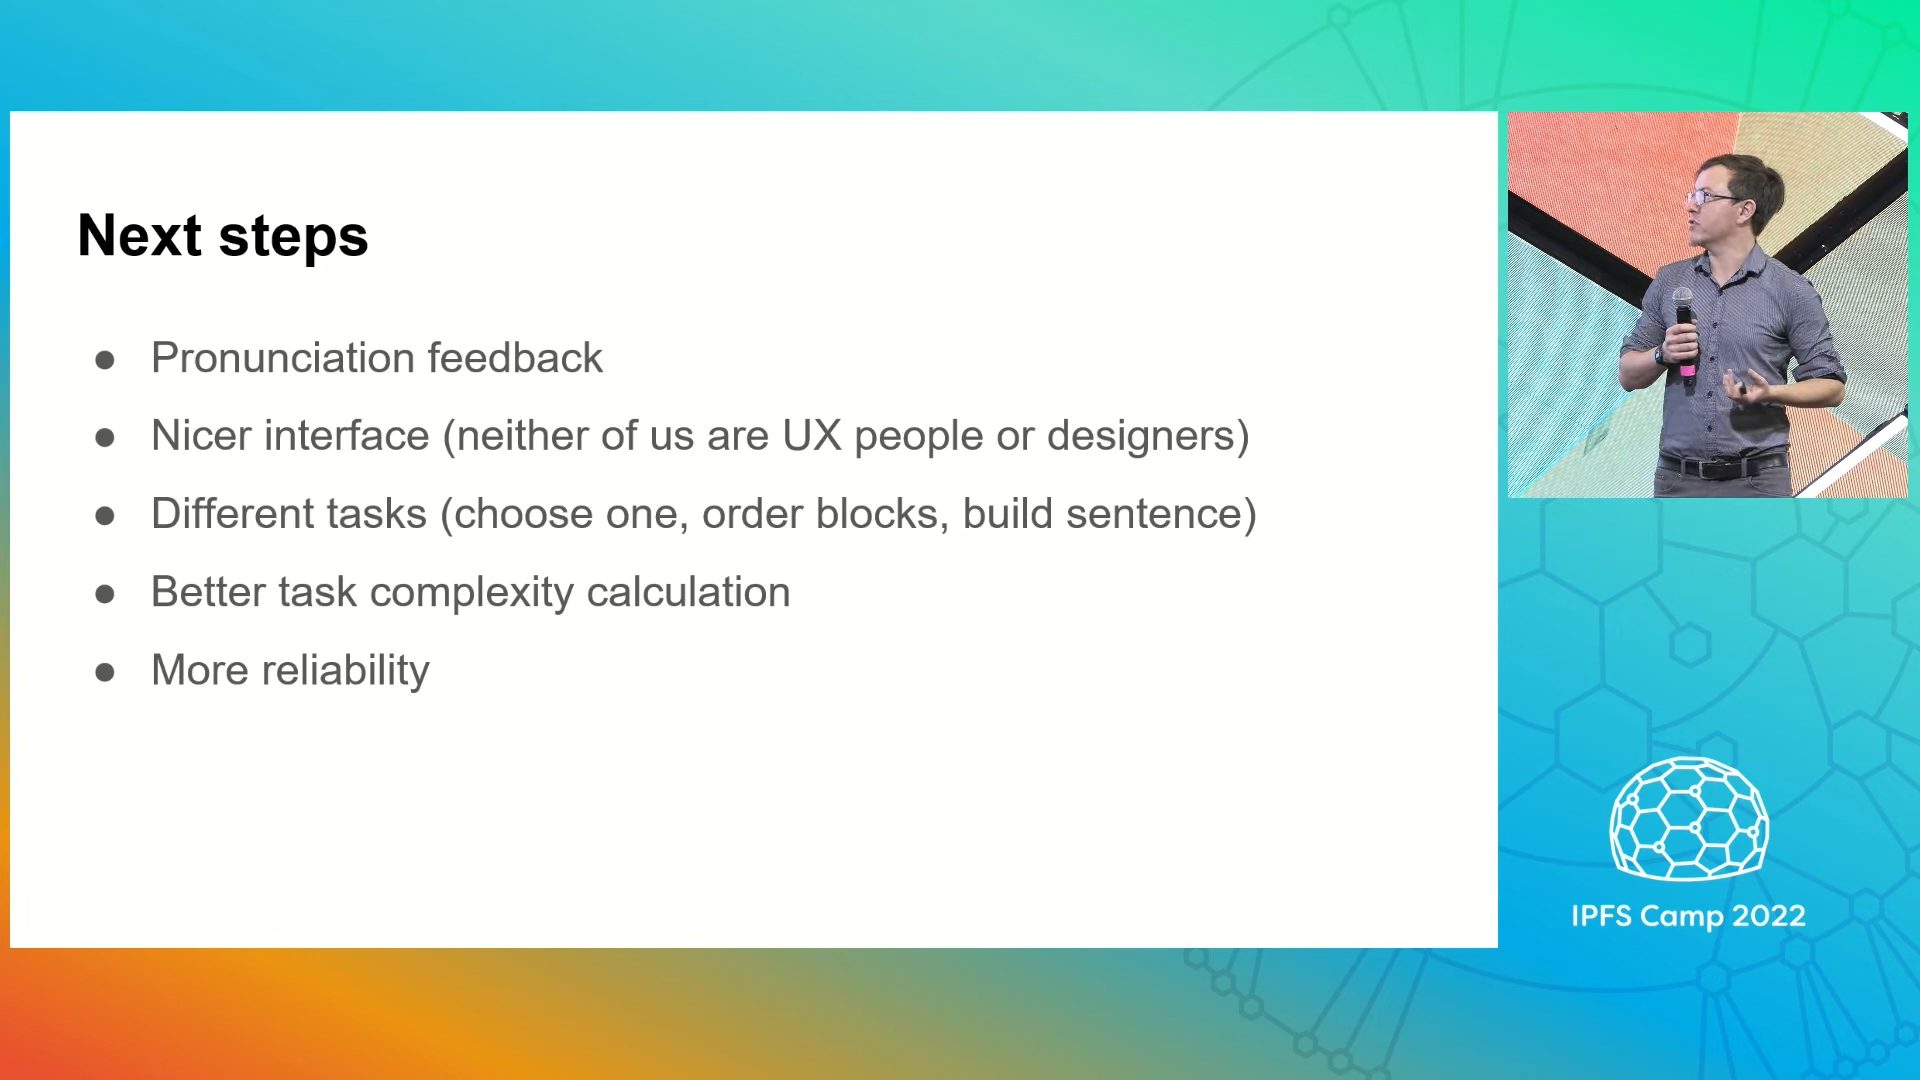 Next steps
● Pronunciation feedback
● Nicer interface (neither of us are UX people or designers)
● Different tasks (choose one, order blocks, build sentence)
● Better task complexity calculation
● More reliability
IPFS Camp 2022